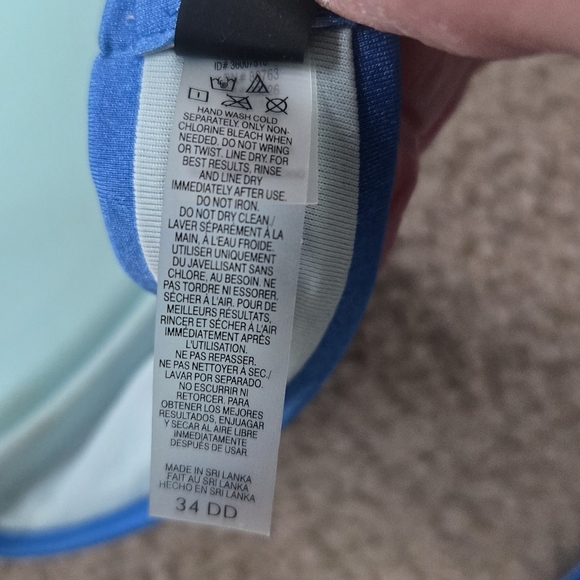 ID#
HAND WASH COLD
SEPARATELY. ONLY NON-
CHLORINE BLEACH WHEN
NEEDED. DO NOT WRING
OR TWIST. LINE DRY. FOR
BEST RESULTS, RINSE
AND LINE DRY
IMMEDIATELY AFTER USE.
DO NOT IRON.
DO NOT DRY CLEAN./
LAVER SÉPARÉMENT À LA
MAIN, À L'EAU FROIDE.
UTILISER UNIQUEMENT
DU JAVELLISANT SANS
CHLORE, AU BESOIN. NE
PAS TORDRE NI ESSORER.
SÉCHER À L'AIR. POUR DE
MEILLEURS RÉSULTATS,
RINCER ET SÉCHER À L'AIR
IMMÉDIATEMENT APRÈS
L'UTILISATION.
NE PAS REPASSER.
NE PAS NETTOYER À SEC./
LAVAR POR SEPARADO.
NO ESCURRIR NI
RETORCER. PARA
OBTENER LOS MEJORES
RESULTADOS, ENJUAGAR
Y SECAR AL AIRE LIBRE
INMEDIATAMENTE
DESPUÉS DE USAR.
MADE IN SRI LANKA
FAIT AU SRI LANKA
HECHO EN SRI LANKA
34 DD